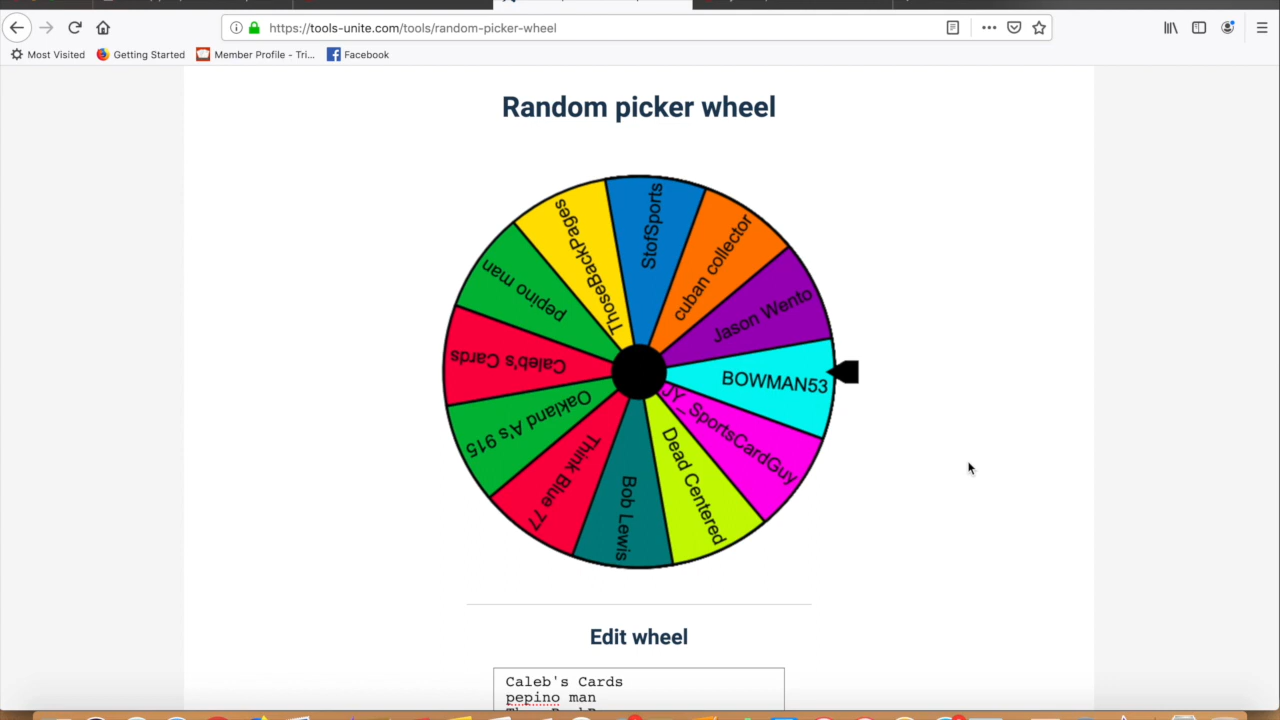 https://tools-unite.com/tools/random-picker-wheel
Most Visited
Getting Started
Member Profile - Tri...
Facebook
Random picker wheel
StofSports
cuban collector
Jason Wento
BOWMAN53
JY_SportsCardGuy
Dead Centered
Bob Lewis
Think Blue 77
Oakland A's 915
Caleb's Cards
pepino man
ThoseBackPages
Edit wheel
Caleb's Cards
pepino man